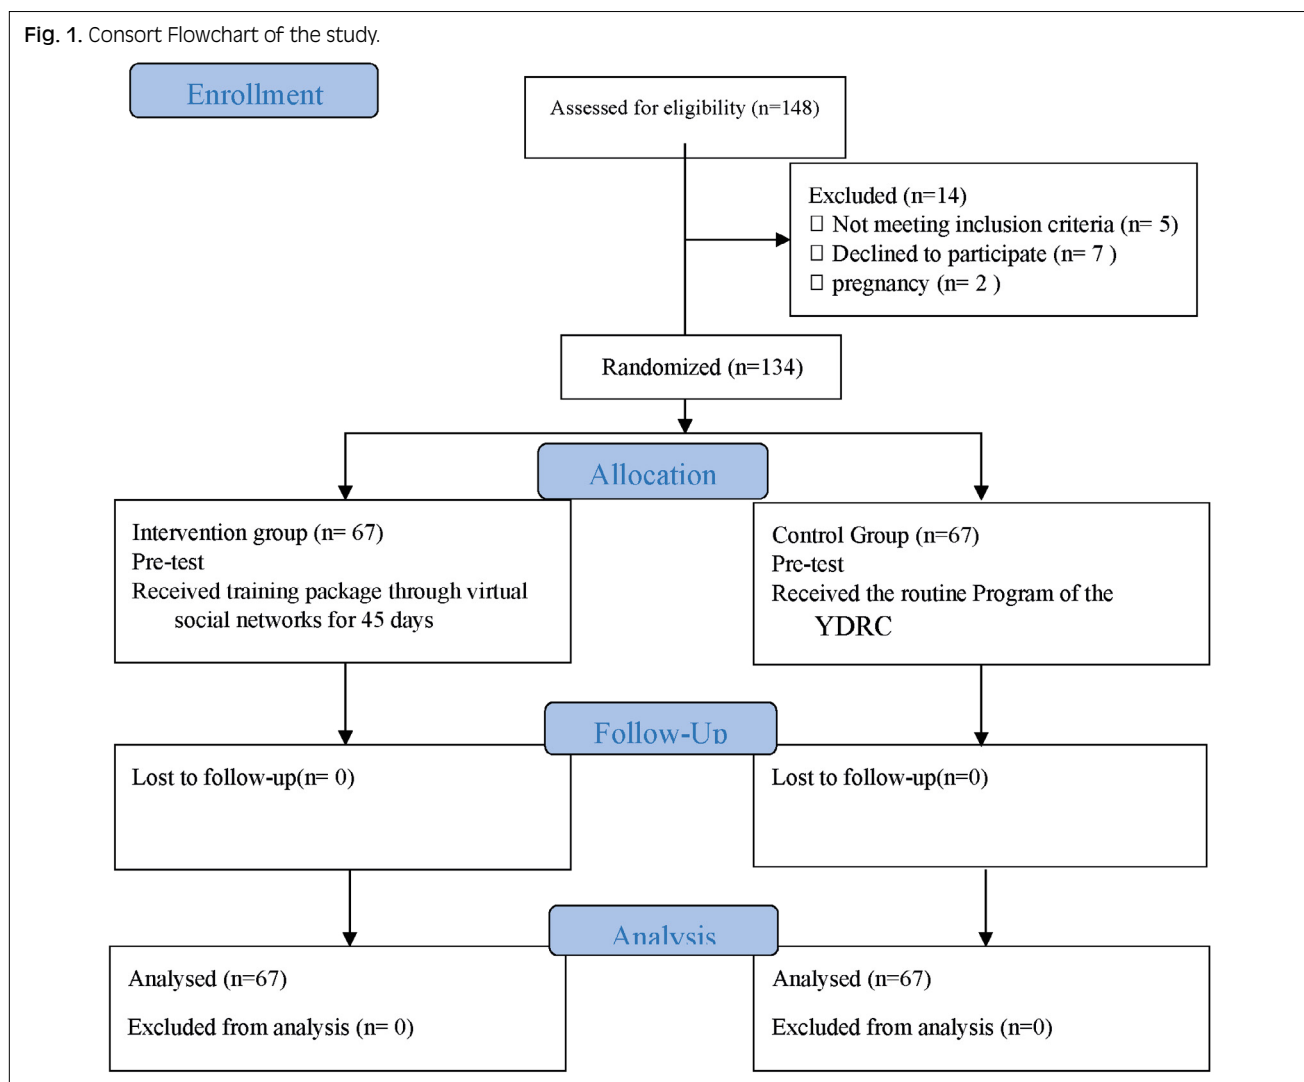 Fig. 1. Consort Flowchart of the study.
Enrollment
Assessed for eligibility (n=148)
Excluded (n=14)
☐ Not meeting inclusion criteria (n= 5)
☐ Declined to participate (n= 7 )
☐ pregnancy (n= 2 )
Randomized (n=134)
Allocation
Intervention group (n= 67)
Pre-test
Received training package through virtual
social networks for 45 days
Control Group (n=67)
Pre-test
Received the routine Program of the
YDRC
Follow-Up
Lost to follow-up(n= 0)
Lost to follow-up(n=0)
Analysis
Analysed (n=67)
Excluded from analysis (n= 0)
Analysed (n=67)
Excluded from analysis (n=0)